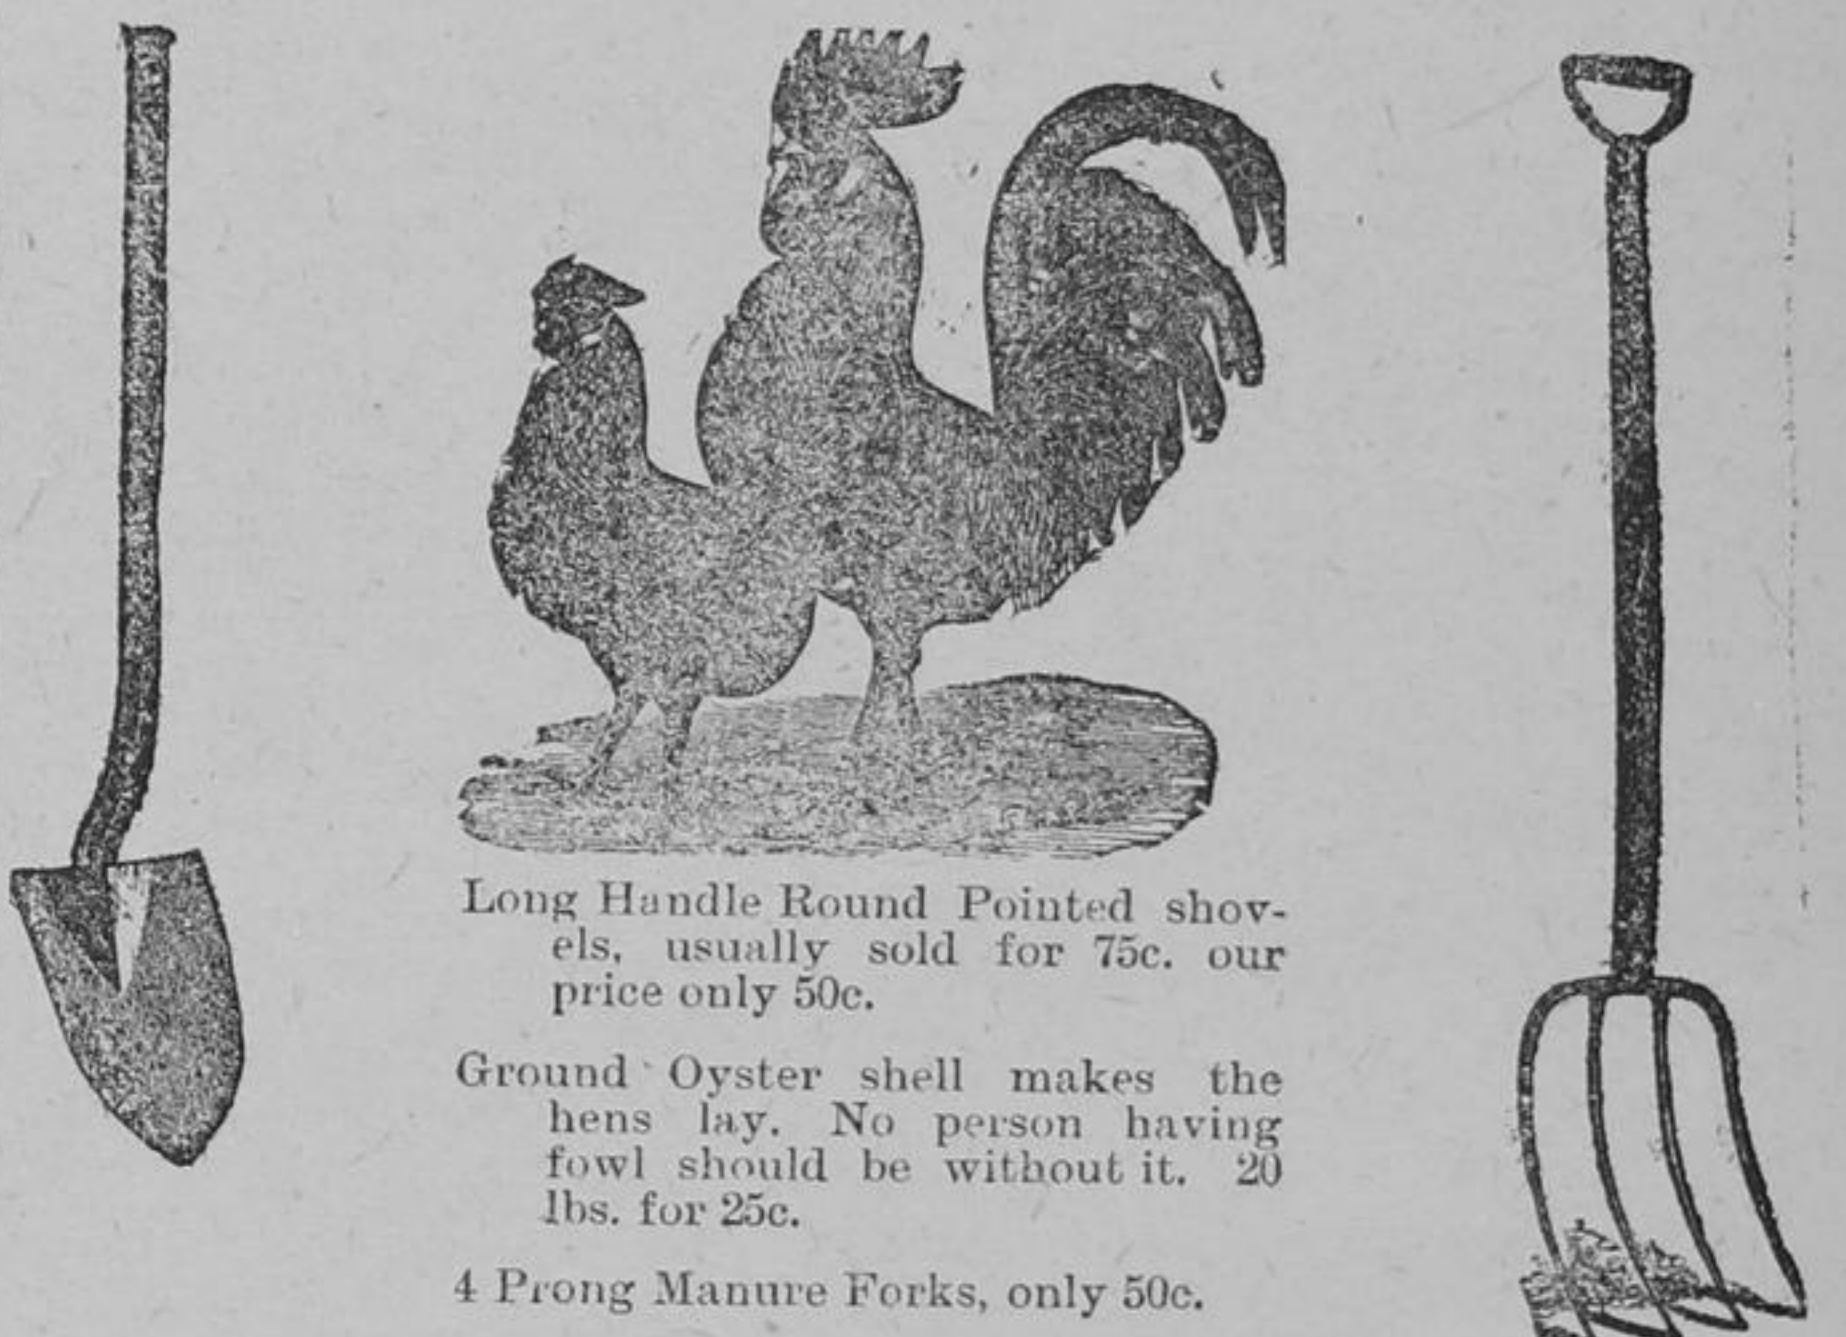 Long Handle Round Pointed shov-
els, usually sold for 75c. our
price only 50c.
Ground Oyster shell makes the
hens lay. No person having
fowl should be without it. 20
lbs. for 25c.
4 Prong Manure Forks, only 50c.